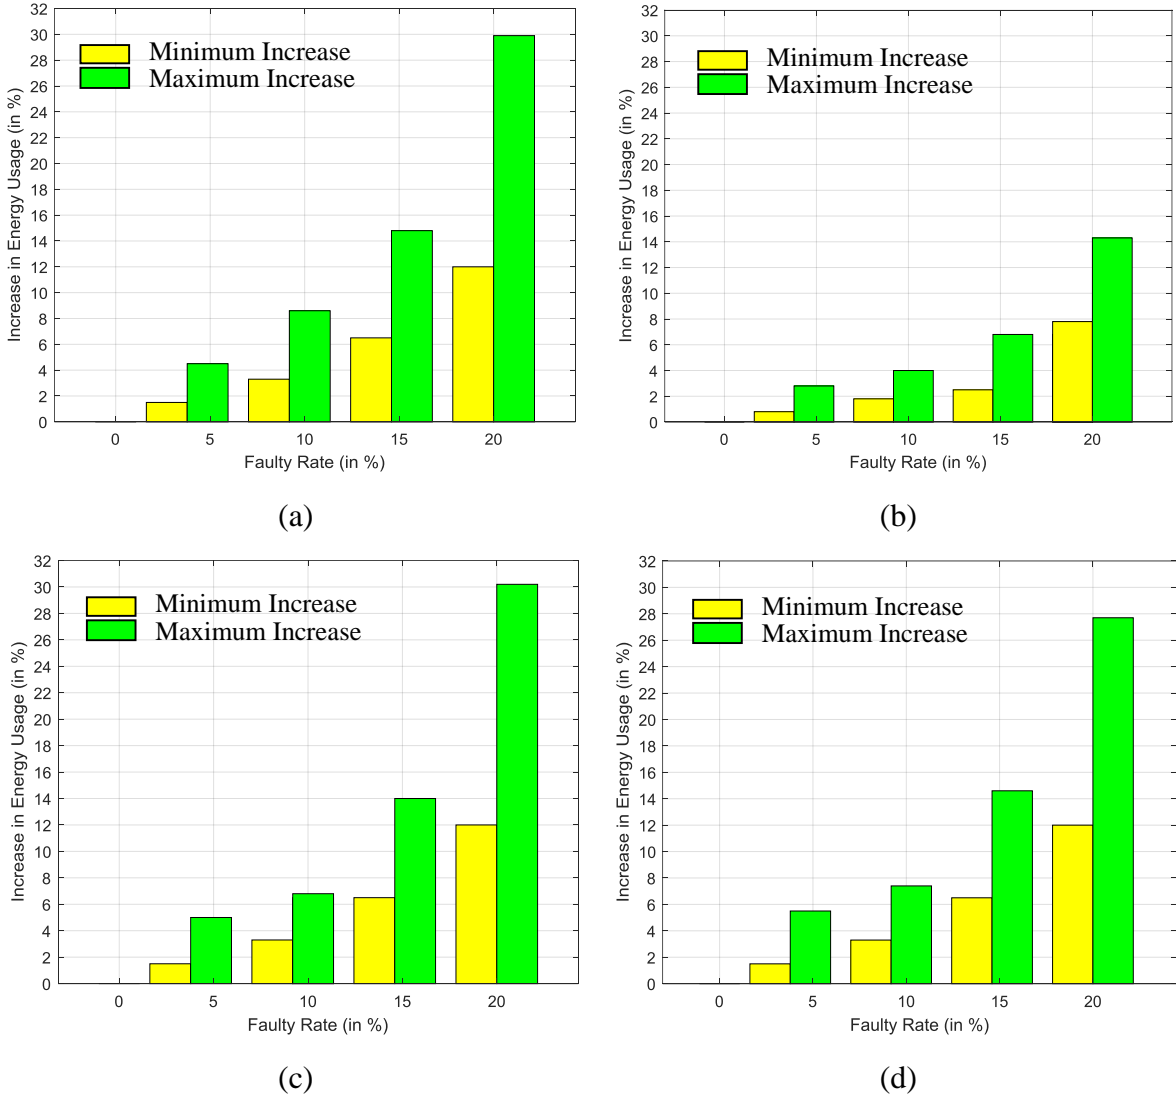 Increase in Energy Usage (in %)
32
30
28
26
24
22
20
18
16
14
12
10
8
6
4
2
0
Minimum Increase
Maximum Increase
0 5 10 15 20
Faulty Rate (in %)
(a)
Increase in Energy Usage (in %)
32
30
28
26
24
22
20
18
16
14
12
10
8
6
4
2
0
Minimum Increase
Maximum Increase
0 5 10 15 20
Faulty Rate (in %)
(b)
Increase in Energy Usage (in %)
32
30
28
26
24
22
20
18
16
14
12
10
8
6
4
2
0
Minimum Increase
Maximum Increase
0 5 10 15 20
Faulty Rate (in %)
(c)
Increase in Energy Usage (in %)
32
30
28
26
24
22
20
18
16
14
12
10
8
6
4
2
0
Minimum Increase
Maximum Increase
0 5 10 15 20
Faulty Rate (in %)
(d)